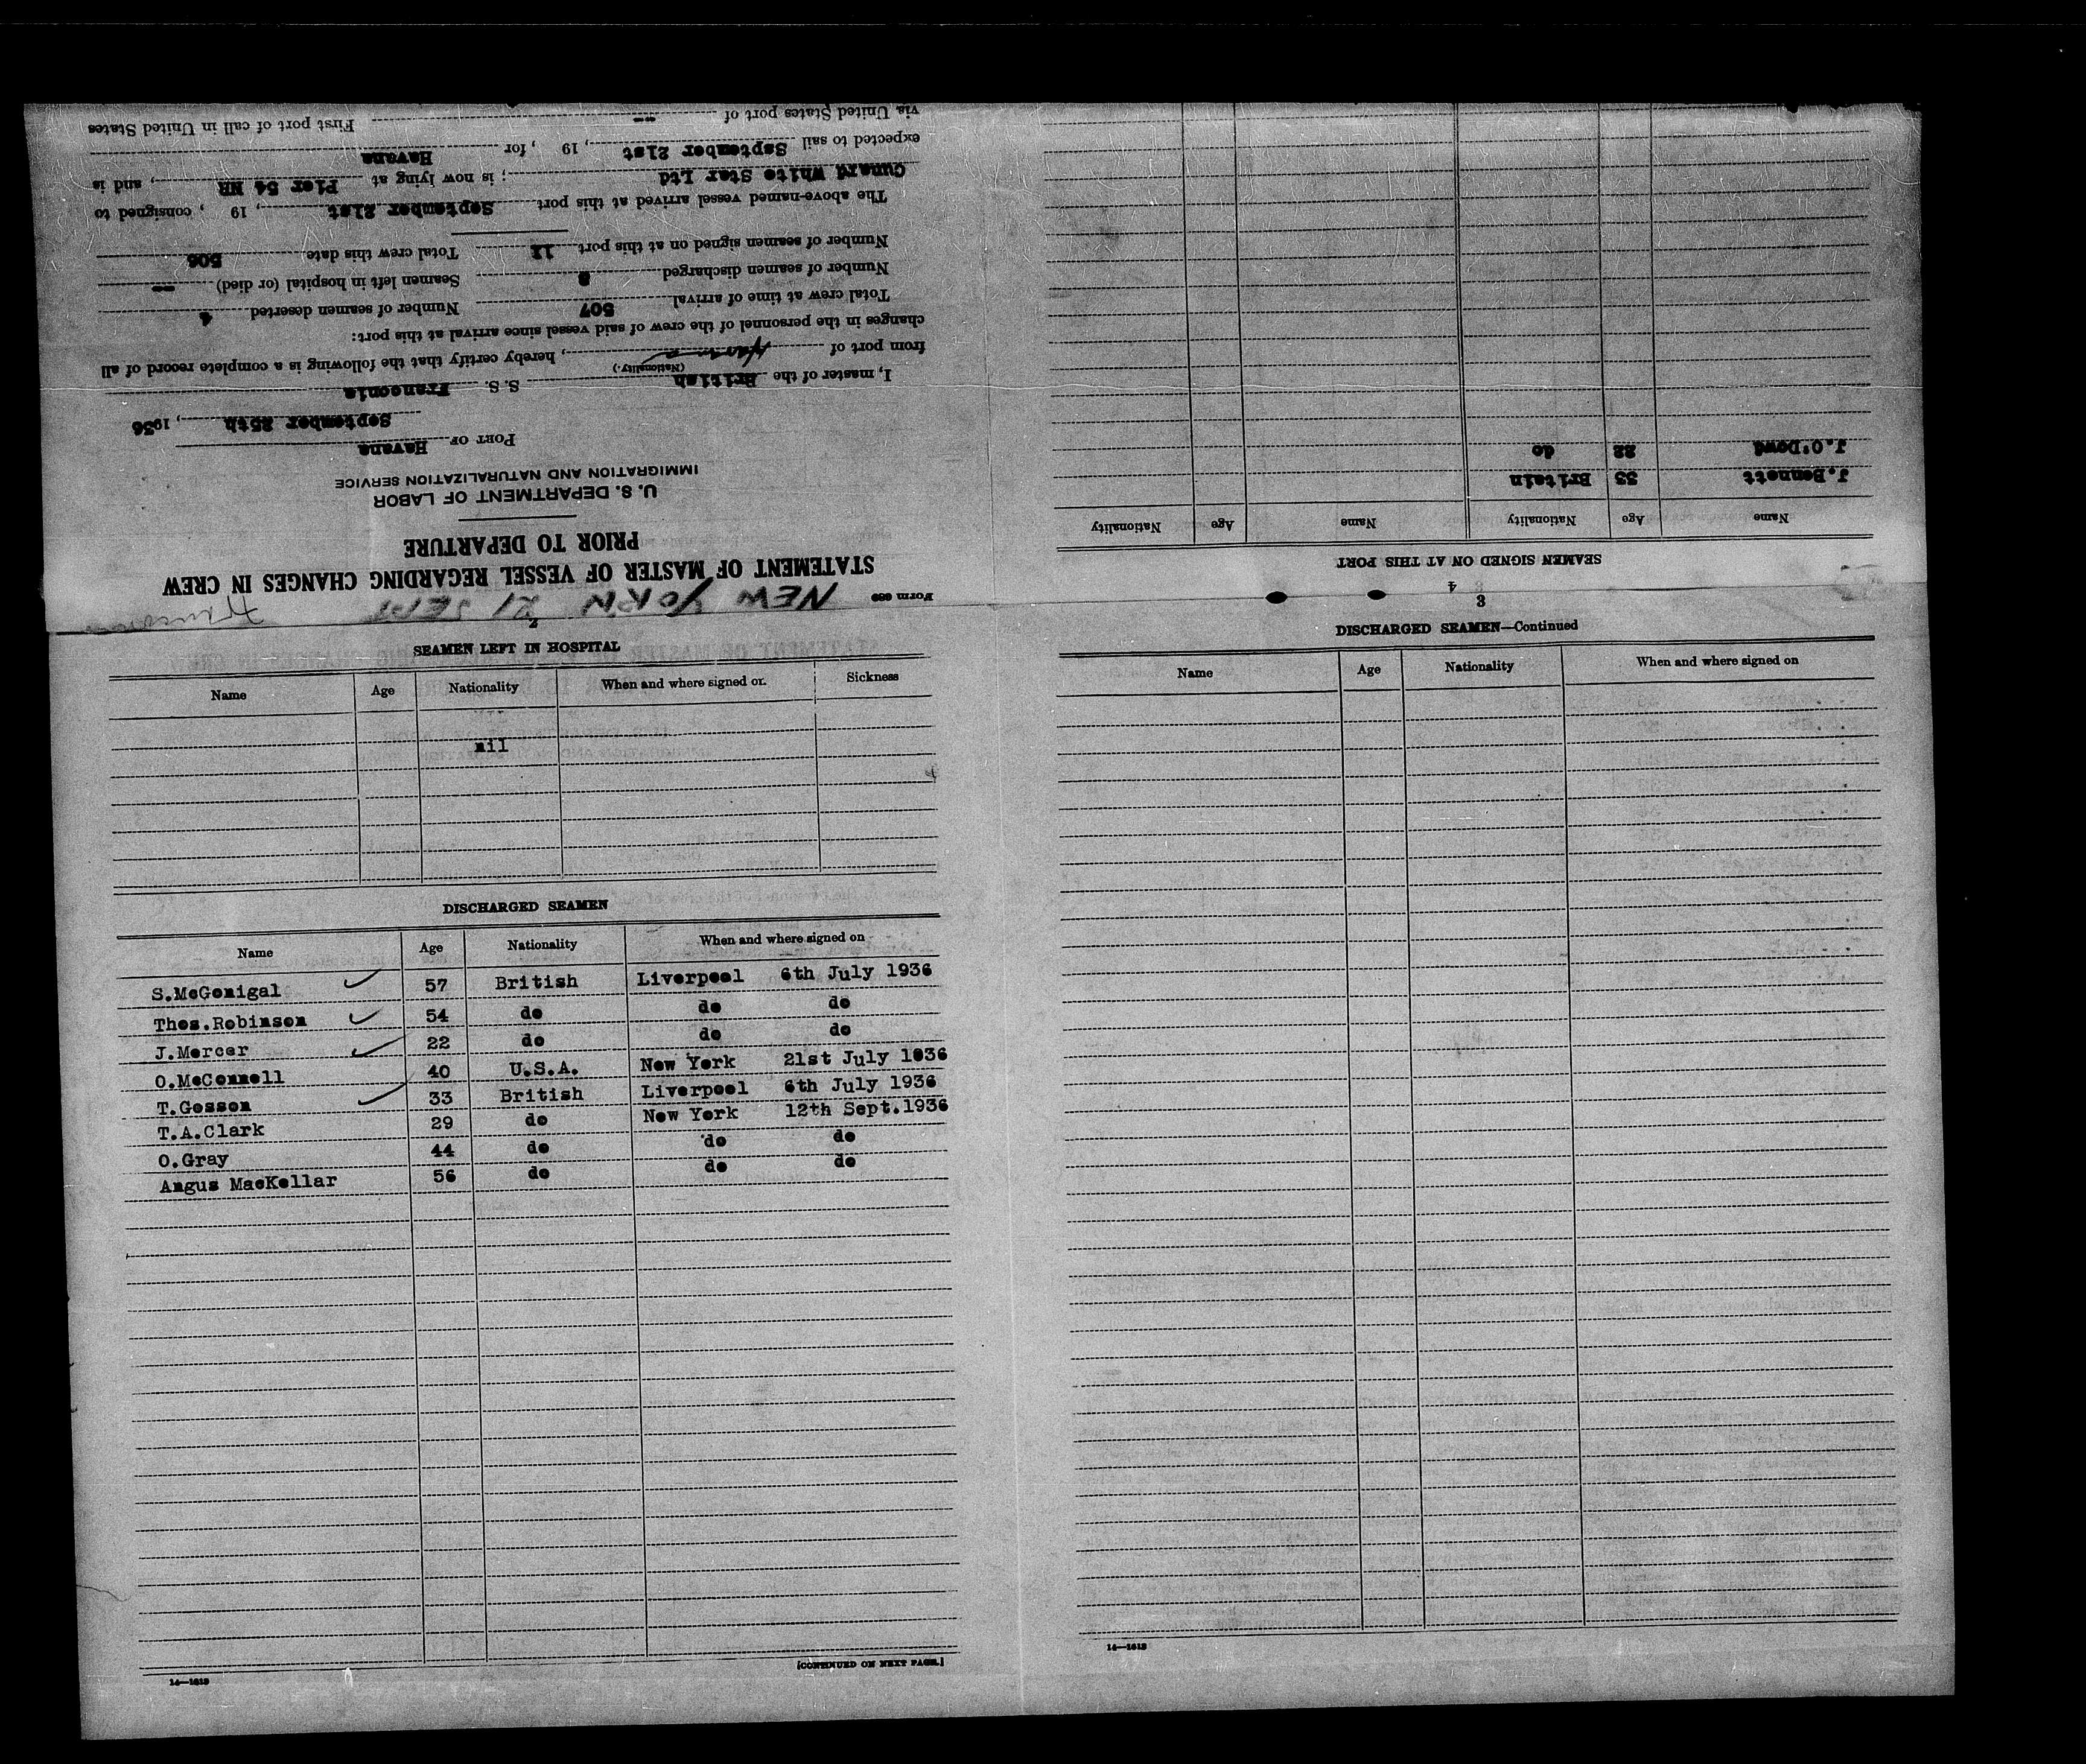 Form 689 NEW YORK 21 SEPT
STATEMENT OF MASTER OF VESSEL REGARDING CHANGES IN CREW
PRIOR TO DEPARTURE
U. S. DEPARTMENT OF LABOR
IMMIGRATION AND NATURALIZATION SERVICE
PORT OF Havana
September 25th, 1936
I, master of the British S. S. Franconia
(Nationality.)
from port of Havana, hereby certify that the following is a complete record of all
changes in the personnel of the crew of said vessel since arrival at this port:
Total crew at time of arrival 507 Number of seamen deserted 4
Number of seamen discharged 8 Seamen left in hospital (or died) --
Number of seamen signed on at this port 11 Total crew this date 506
The above-named vessel arrived at this port September 21st, 19 , consigned to
Cunard White Star Ltd; is now lying at Pier 54 NR, and is
expected to sail September 21st, 19 , for Havana
via United States port of -- First port of call in United States
2
SEAMEN LEFT IN HOSPITAL
Name Age Nationality When and where signed or. Sickness
nil
DISCHARGED SEAMEN
Name Age Nationality When and where signed on
S.McGonigal 57 British Liverpool 6th July 1936
Thos.Robinson 54 do do do
J.Mercer 22 do do do
O.McConnell 40 U.S.A. New York 21st July 1936
T.Gosson 33 British Liverpool 6th July 1936
T.A.Clark 29 do New York 12th Sept.1936
O.Gray 44 do do do
Angus MacKellar 56 do do do
[CONTINUED ON NEXT PAGE.]
14—1613
3
DISCHARGED SEAMEN—Continued
Name Age Nationality When and where signed on
14—1613
4
SEAMEN SIGNED ON AT THIS PORT
Name Age Nationality Name Age Nationality
J.Bennett 33 Britain
J.O'Dowd 22 do